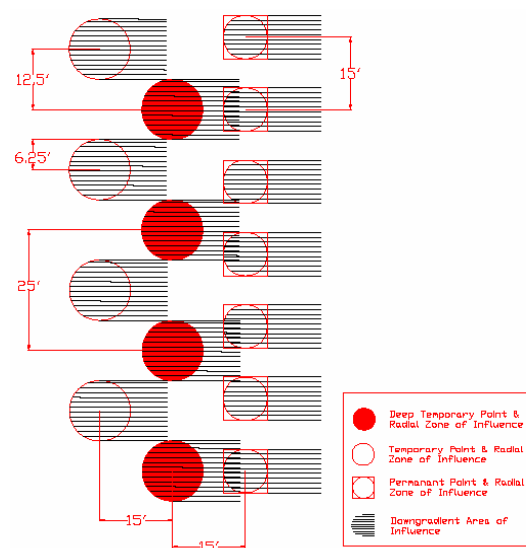 12.5'
15'
6.25'
25'
15'
15'
Deep Temporary Point &
Radial Zone of Influence
Temporary Point & Radial
Zone of Influence
Permanant Point & Radial
Zone of Influence
Downgradient Area of
Influence